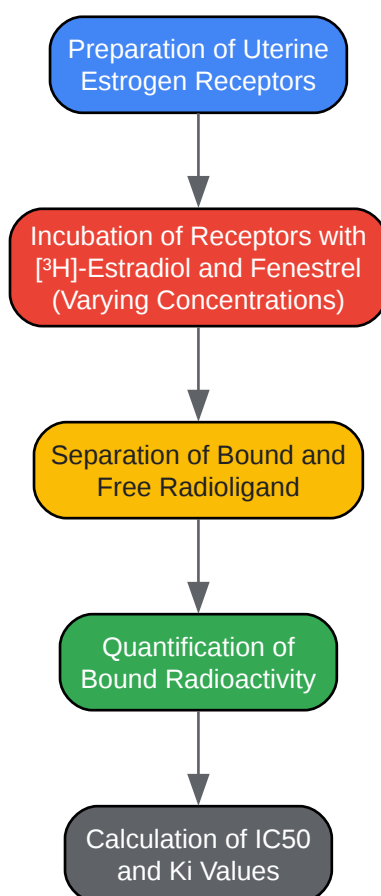 Preparation of Uterine
Estrogen Receptors
Incubation of Receptors with
[³H]-Estradiol and Fenestrel
(Varying Concentrations)
Separation of Bound and
Free Radioligand
Quantification of
Bound Radioactivity
Calculation of IC50
and Ki Values